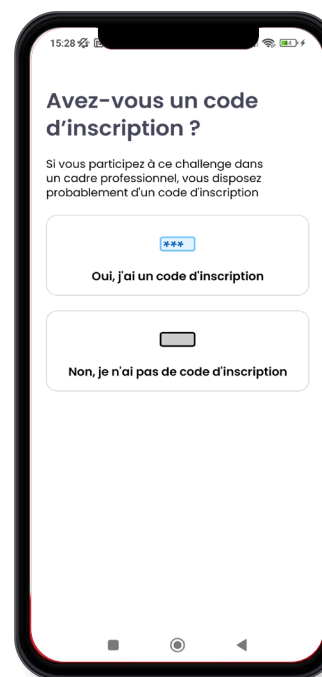 15:28
Avez-vous un code
d'inscription ?
Si vous participez à ce challenge dans
un cadre professionnel, vous disposez
probablement d'un code d'inscription
***
Oui, j'ai un code d'inscription
Non, je n'ai pas de code d'inscription